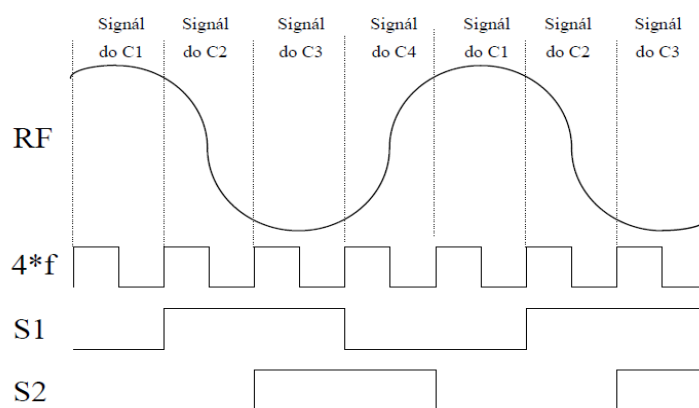 Signál Signál Signál Signál Signál Signál Signál
do C1 do C2 do C3 do C4 do C1 do C2 do C3
RF
4*f
S1
S2